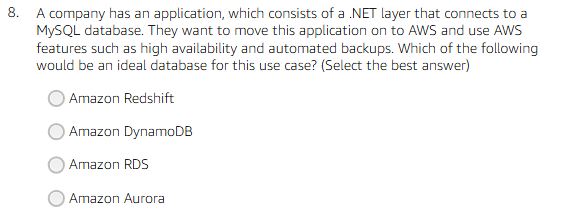 8. A company has an application, which consists of a .NET layer that connects to a
MySQL database. They want to move this application on to AWS and use AWS
features such as high availability and automated backups. Which of the following
would be an ideal database for this use case? (Select the best answer)
Amazon Redshift
Amazon DynamoDB
Amazon RDS
Amazon Aurora